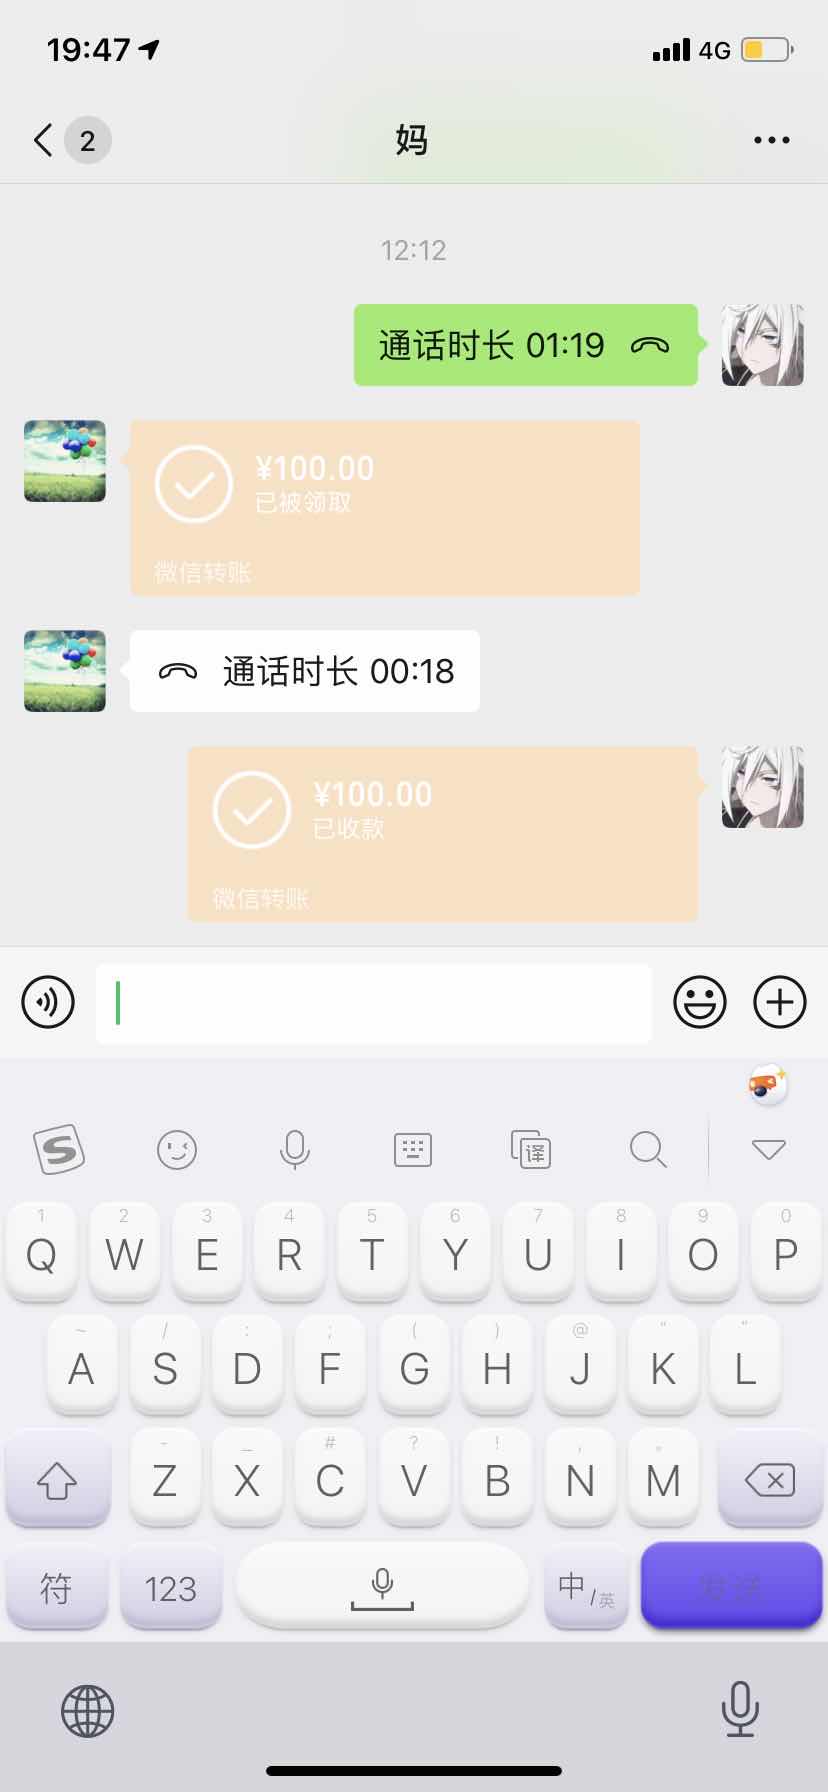 19:47
4G
2
妈
12:12
通话时长 01:19
¥100.00
已被领取
微信转账
通话时长 00:18
¥100.00
已收款
微信转账
S
译
1 2 3 4 5 6 7 8 9 0
Q W E R T Y U I O P
~ / : ; ( ) @ “ ”
A S D F G H J K L
- _ # ? ! , 。
Z X C V B N M
符 123 中/英 发送